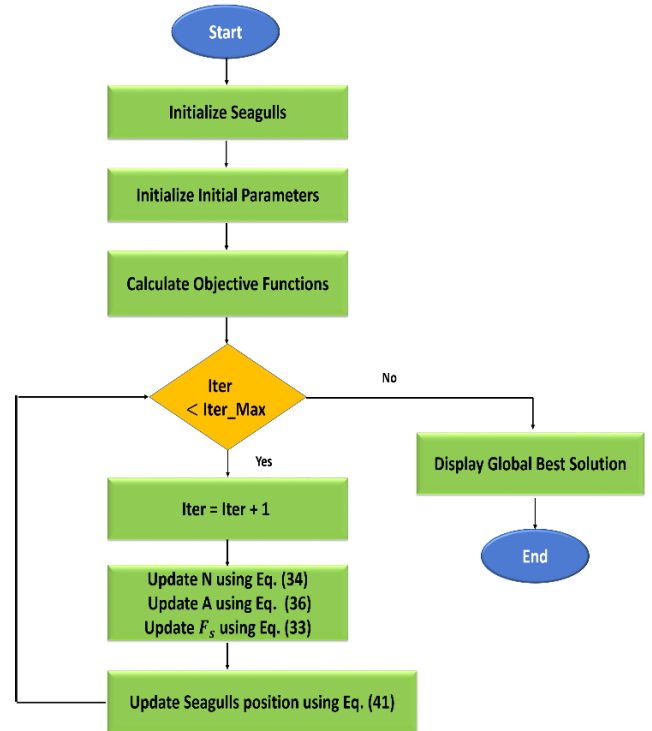 Start
Initialize Seagulls
Initialize Initial Parameters
Calculate Objective Functions
Iter
< Iter_Max
No
Yes
Display Global Best Solution
Iter = Iter + 1
End
Update N using Eq. (34)
Update A using Eq. (36)
Update F_s using Eq. (33)
Update Seagulls position using Eq. (41)